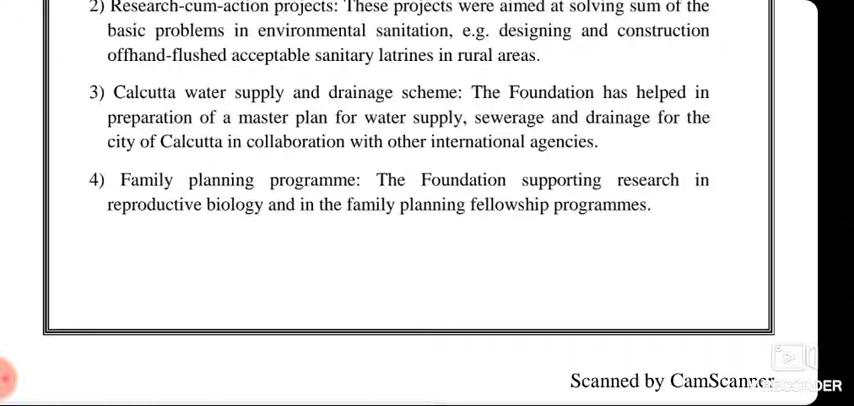 2) Research-cum-action projects: These projects were aimed at solving sum of the
basic problems in environmental sanitation, e.g. designing and construction
offhand-flushed acceptable sanitary latrines in rural areas.
3) Calcutta water supply and drainage scheme: The Foundation has helped in
preparation of a master plan for water supply, sewerage and drainage for the
city of Calcutta in collaboration with other international agencies.
4) Family planning programme: The Foundation supporting research in
reproductive biology and in the family planning fellowship programmes.
Scanned by CamScanner
RECORDER